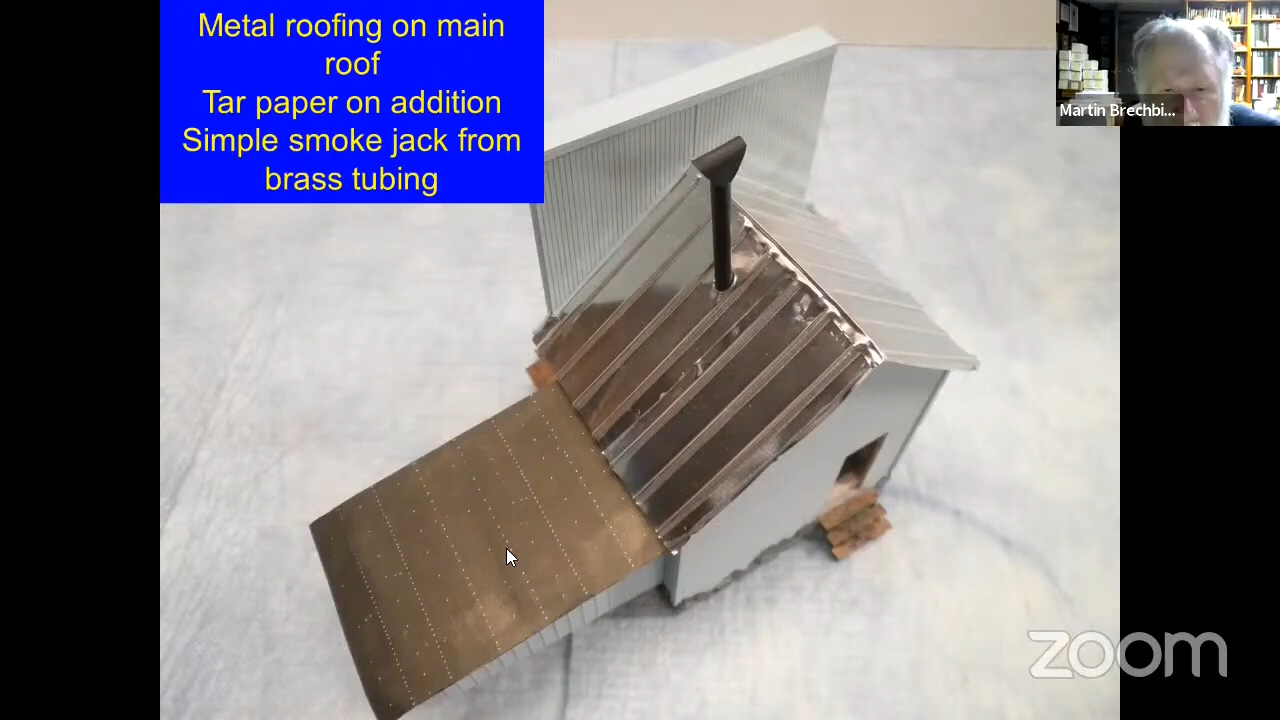 Metal roofing on main
roof
Tar paper on addition
Simple smoke jack from
brass tubing
Martin Brechbi...
zoom